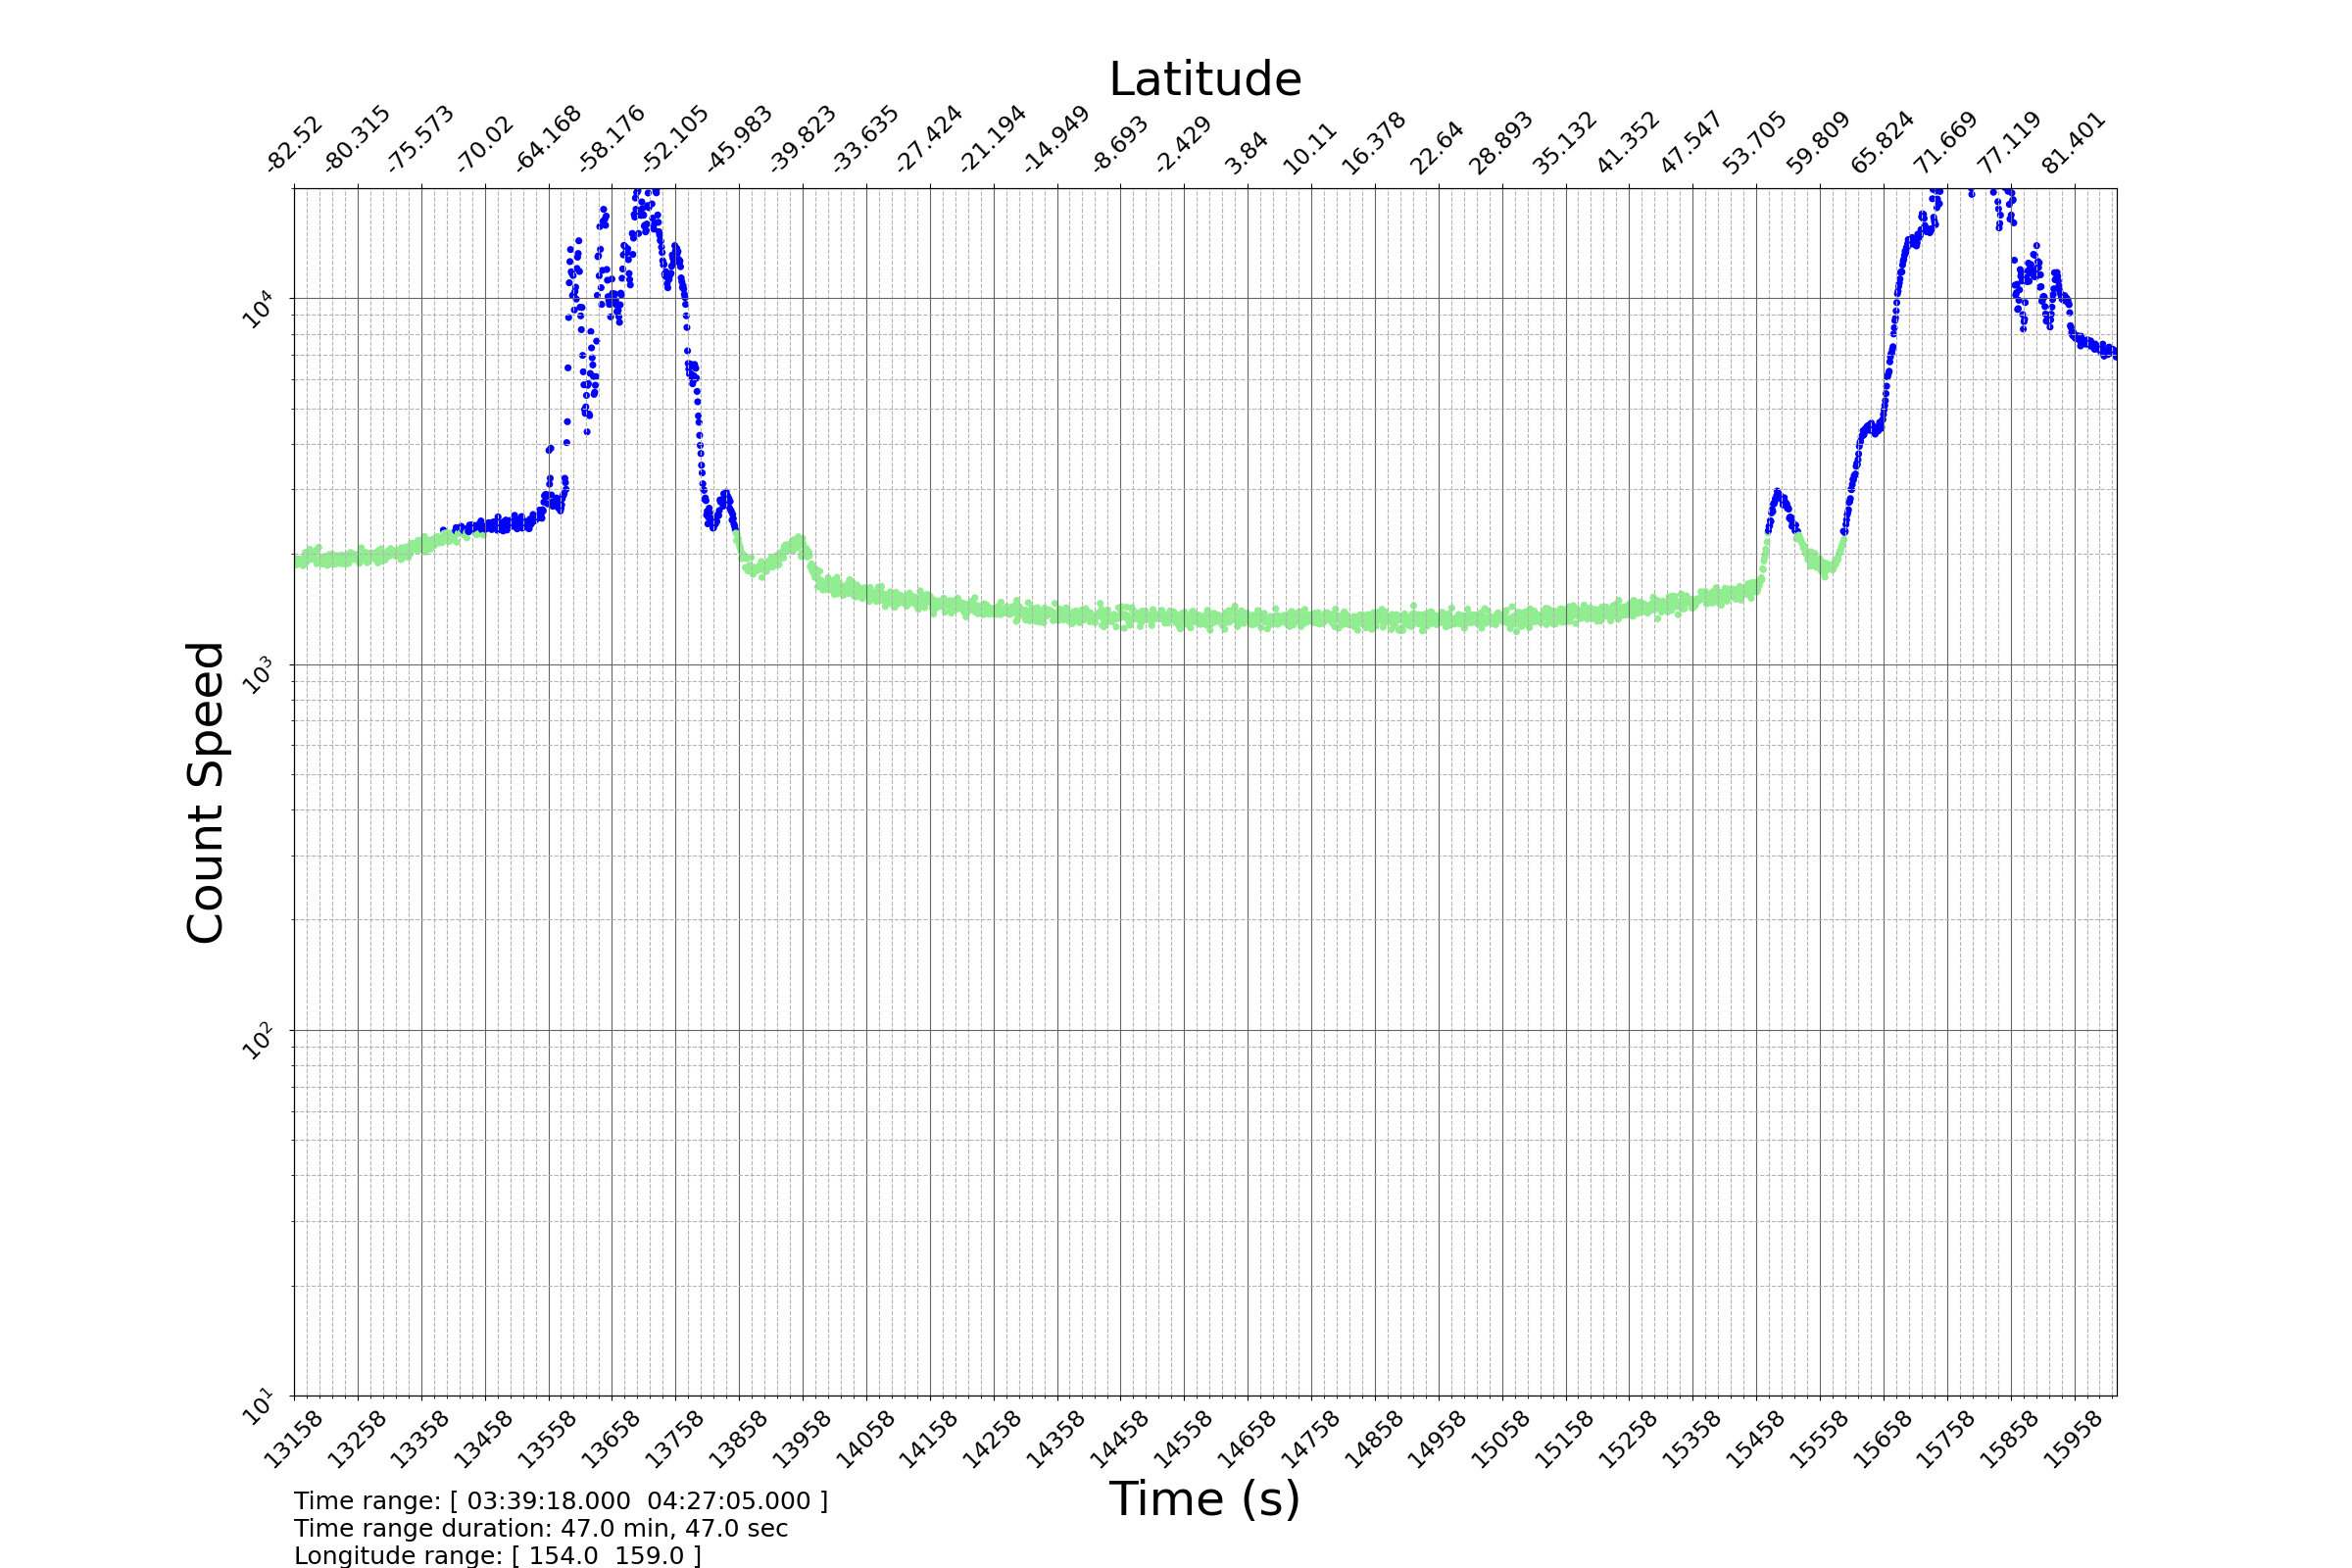 Latitude
-82.52 -80.315 -75.573 -70.02 -64.168 -58.176 -52.105 -45.983 -39.823 -33.635 -27.424 -21.194 -14.949 -8.693 -2.429 3.84 10.11 16.378 22.64 28.893 35.132 41.352 47.547 53.705 59.809 65.824 71.669 77.119 81.401
10⁴
10³
Count Speed
10²
10¹
13158 13258 13358 13458 13558 13658 13758 13858 13958 14058 14158 14258 14358 14458 14558 14658 14758 14858 14958 15058 15158 15258 15358 15458 15558 15658 15758 15858 15958
Time (s)
Time range: [ 03:39:18.000  04:27:05.000 ]
Time range duration: 47.0 min, 47.0 sec
Longitude range: [ 154.0  159.0 ]